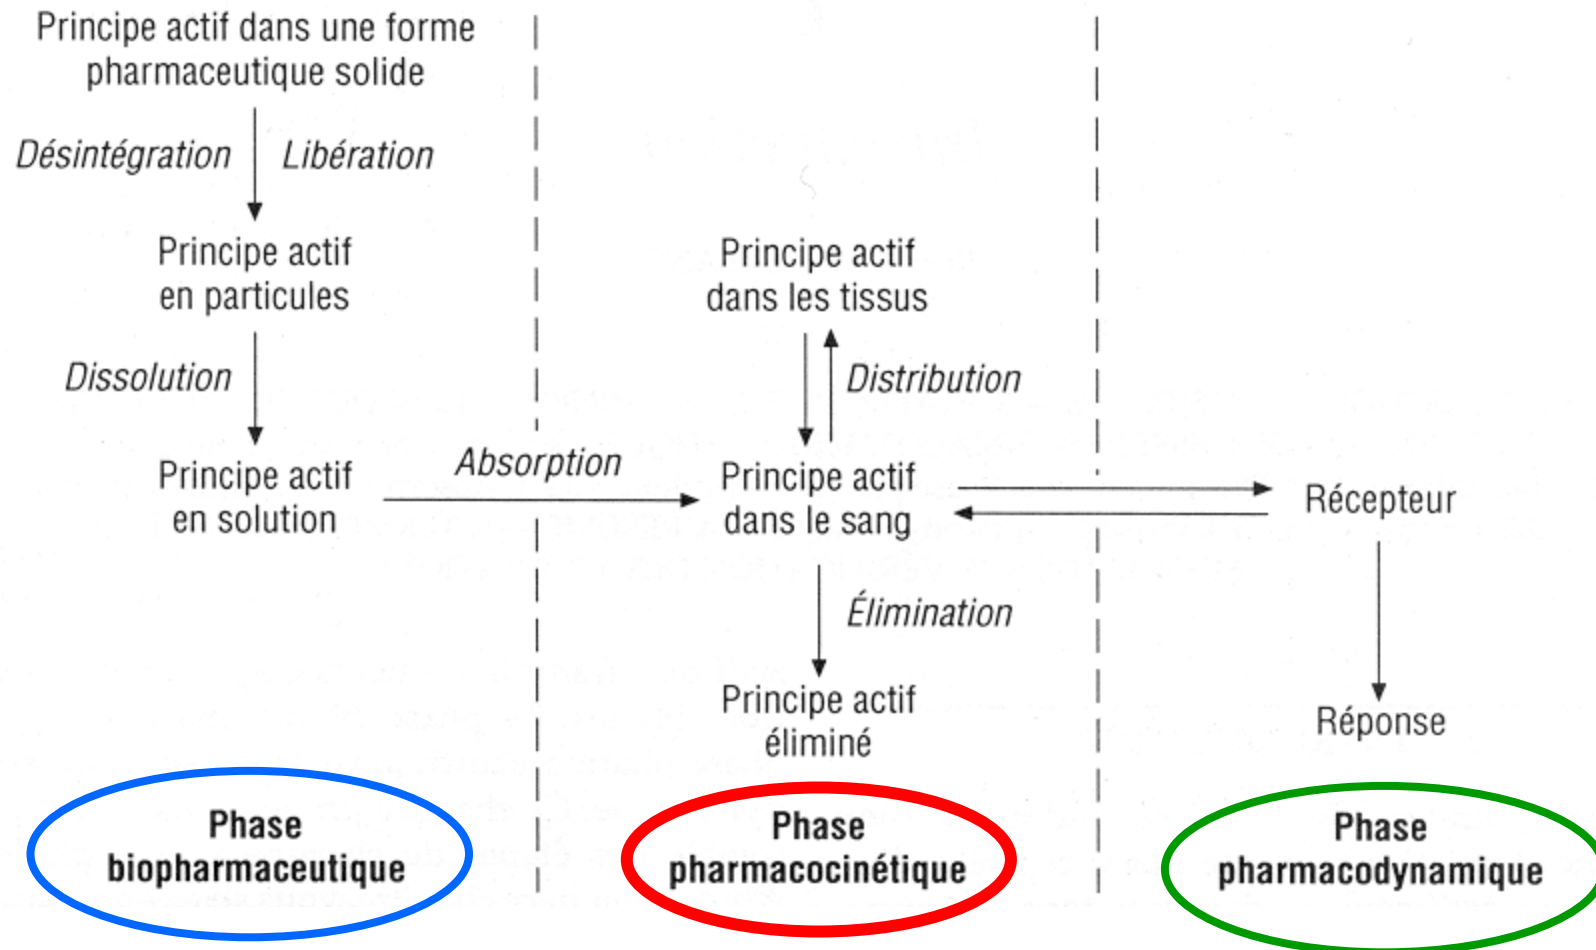 Principe actif dans une forme
pharmaceutique solide
Désintégration
Libération
Principe actif
en particules
Dissolution
Principe actif
en solution
Absorption
Principe actif
dans les tissus
Distribution
Principe actif
dans le sang
Élimination
Principe actif
éliminé
Récepteur
Réponse
Phase
biopharmaceutique
Phase
pharmacocinétique
Phase
pharmacodynamique